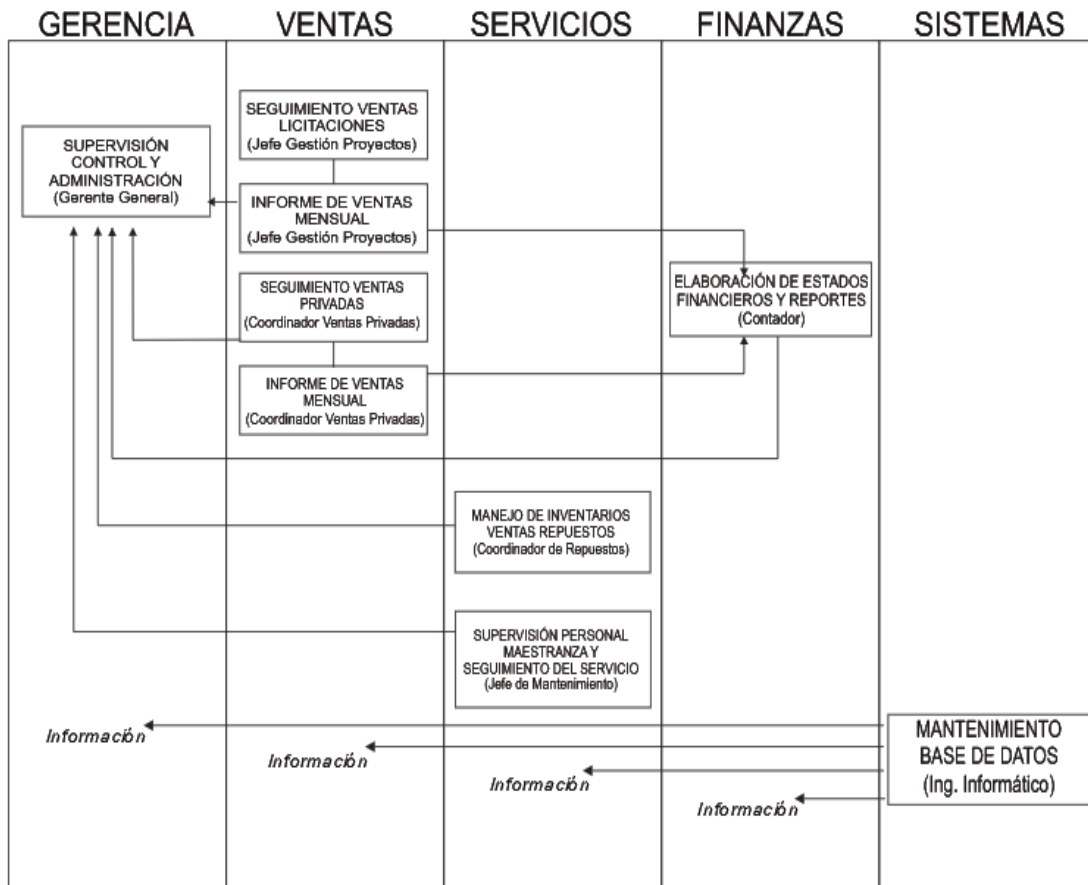 GERENCIA
VENTAS
SERVICIOS
FINANZAS
SISTEMAS
SUPERVISIÓN
CONTROL Y
ADMINISTRACIÓN
(Gerente General)
SEGUIMIENTO VENTAS
LICITACIONES
(Jefe Gestión Proyectos)
INFORME DE VENTAS
MENSUAL
(Jefe Gestión Proyectos)
SEGUIMIENTO VENTAS
PRIVADAS
(Coordinador Ventas Privadas)
INFORME DE VENTAS
MENSUAL
(Coordinador Ventas Privadas)
ELABORACIÓN DE ESTADOS
FINANCIEROS Y REPORTES
(Contador)
MANEJO DE INVENTARIOS
VENTAS REPUESTOS
(Coordinador de Repuestos)
SUPERVISIÓN PERSONAL
MAESTRANZA Y
SEGUIMIENTO DEL SERVICIO
(Jefe de Mantenimiento)
MANTENIMIENTO
BASE DE DATOS
(Ing. Informático)
Información
Información
Información
Información